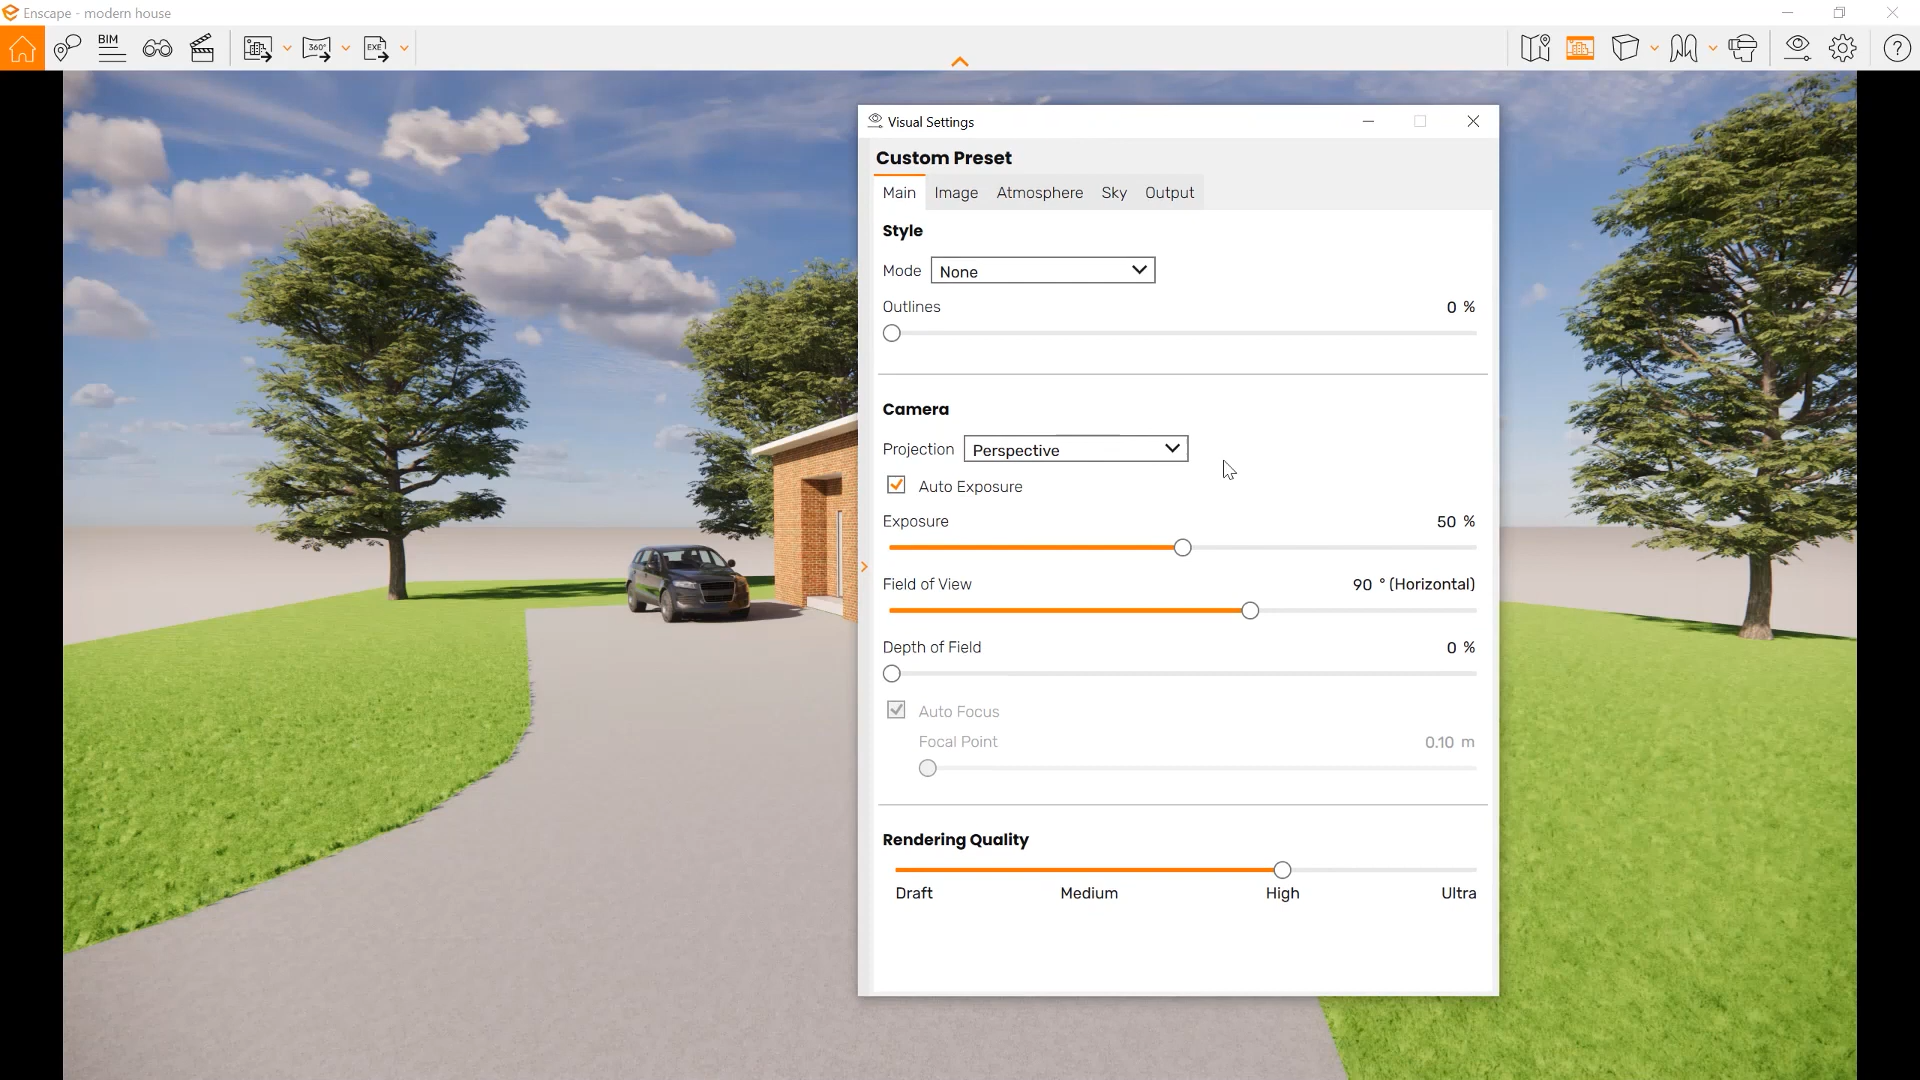 Enscape - modern house
BIM
360°
EXE
Visual Settings
Custom Preset
Main Image Atmosphere Sky Output
Style
Mode None
Outlines 0 %
Camera
Projection Perspective
Auto Exposure
Exposure 50 %
Field of View 90 ° (Horizontal)
Depth of Field 0 %
Auto Focus
Focal Point 0.10 m
Rendering Quality
Draft Medium High Ultra